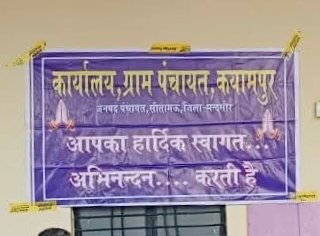 कार्यालय,ग्राम पंचायत,कयामपुर
जनपद पंचायत,सीतामऊ,जिला-मन्दसौर
आपका हार्दिक स्वागत...
अभिनन्दन.... करती है